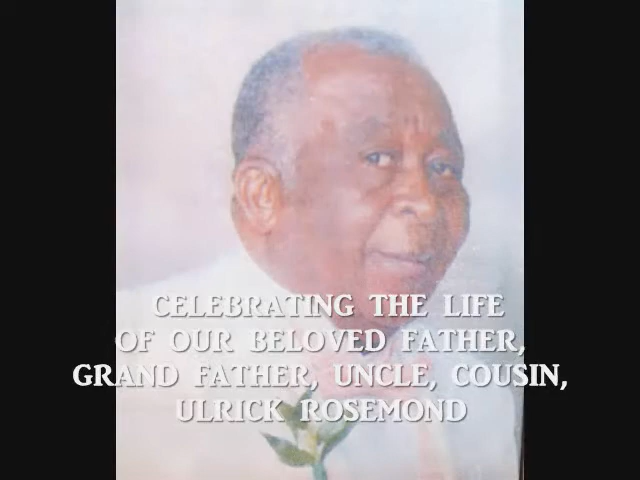 CELEBRATING THE LIFE
OF OUR BELOVED FATHER,
GRAND FATHER, UNCLE, COUSIN,
ULRICK ROSEMOND